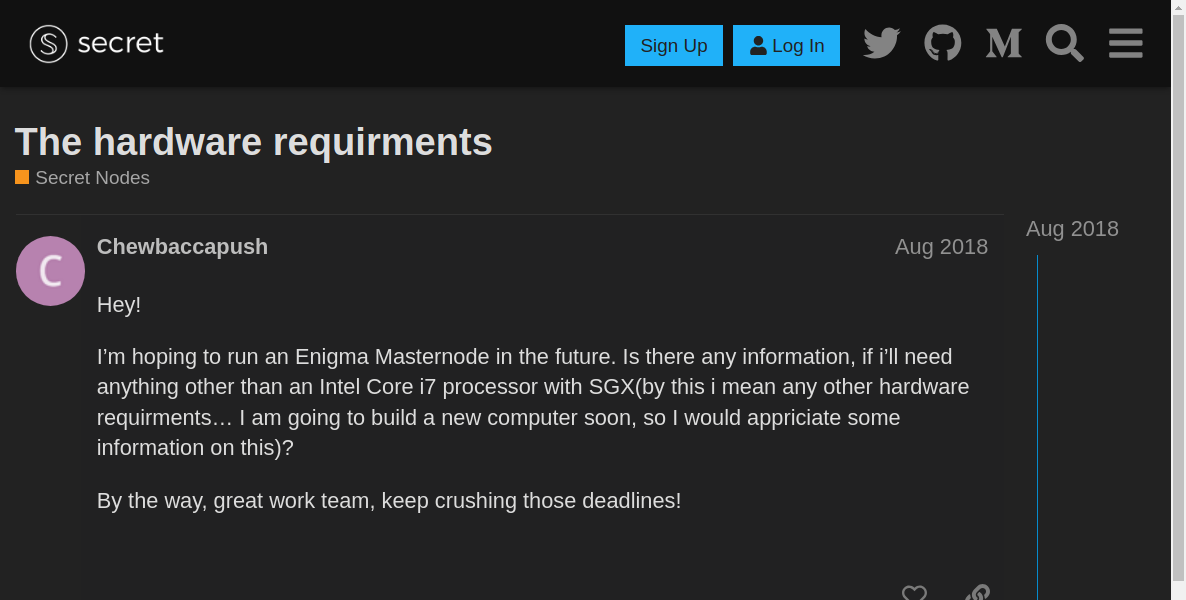 secret
Sign Up
Log In
The hardware requirments
Secret Nodes
Aug 2018
Chewbaccapush
Aug 2018
C
Hey!
I’m hoping to run an Enigma Masternode in the future. Is there any information, if i’ll need
anything other than an Intel Core i7 processor with SGX(by this i mean any other hardware
requirments… I am going to build a new computer soon, so I would appriciate some
information on this)?
By the way, great work team, keep crushing those deadlines!